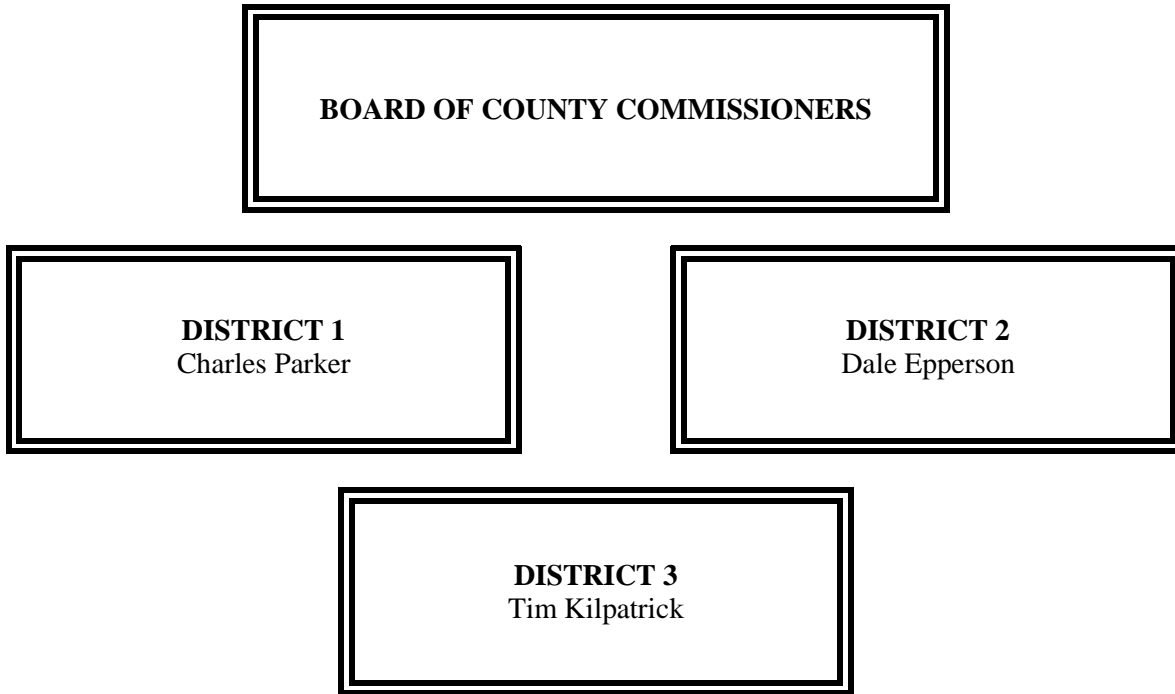 BOARD OF COUNTY COMMISSIONERS
DISTRICT 1
Charles Parker
DISTRICT 2
Dale Epperson
DISTRICT 3
Tim Kilpatrick